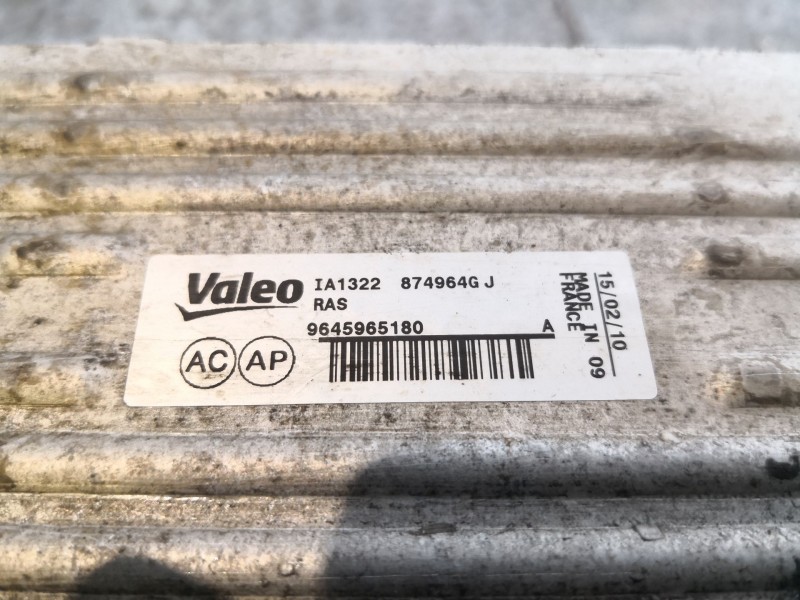 Valeo IA1322 874964G J
RAS
9645965180 A
AC AP
15/02/10
MADE IN 09
FRANCE